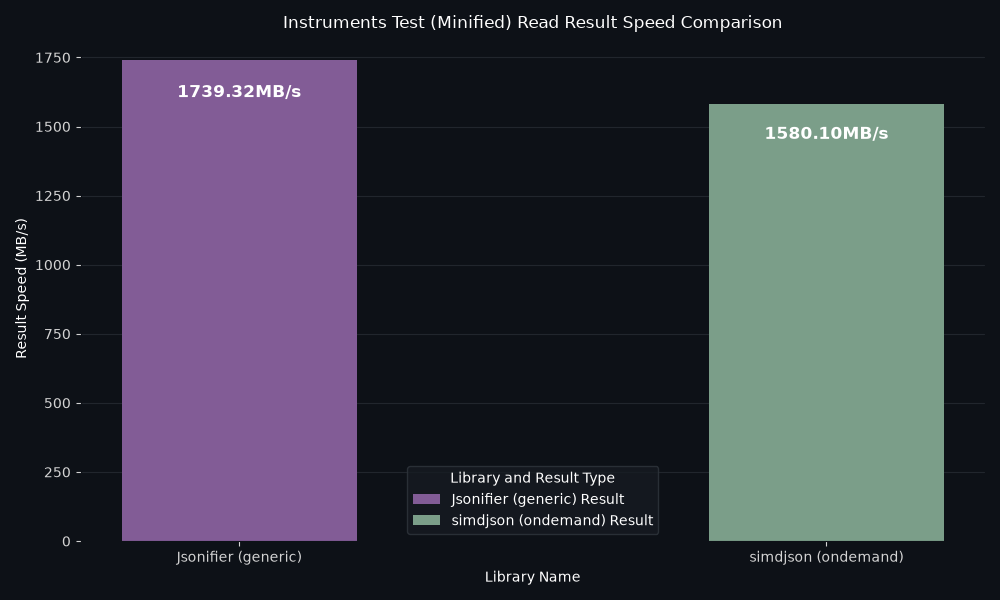 Instruments Test (Minified) Read Result Speed Comparison
1750
1500
1250
1000
750
500
250
0
Result Speed (MB/s)
1739.32MB/s
1580.10MB/s
Library and Result Type
Jsonifier (generic) Result
simdjson (ondemand) Result
Jsonifier (generic)
simdjson (ondemand)
Library Name